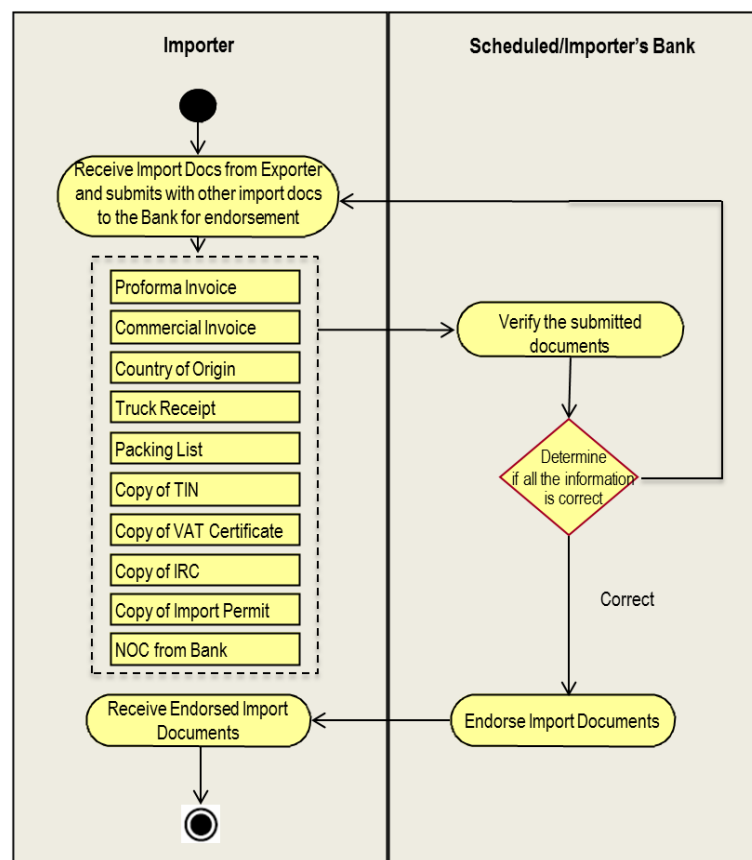 Importer
Scheduled/Importer's Bank
Receive Import Docs from Exporter
and submits with other import docs
to the Bank for endorsement
Proforma Invoice
Commercial Invoice
Country of Origin
Truck Receipt
Packing List
Copy of TIN
Copy of VAT Certificate
Copy of IRC
Copy of Import Permit
NOC from Bank
Verify the submitted
documents
Determine
if all the information
is correct
Correct
Endorse Import Documents
Receive Endorsed Import
Documents